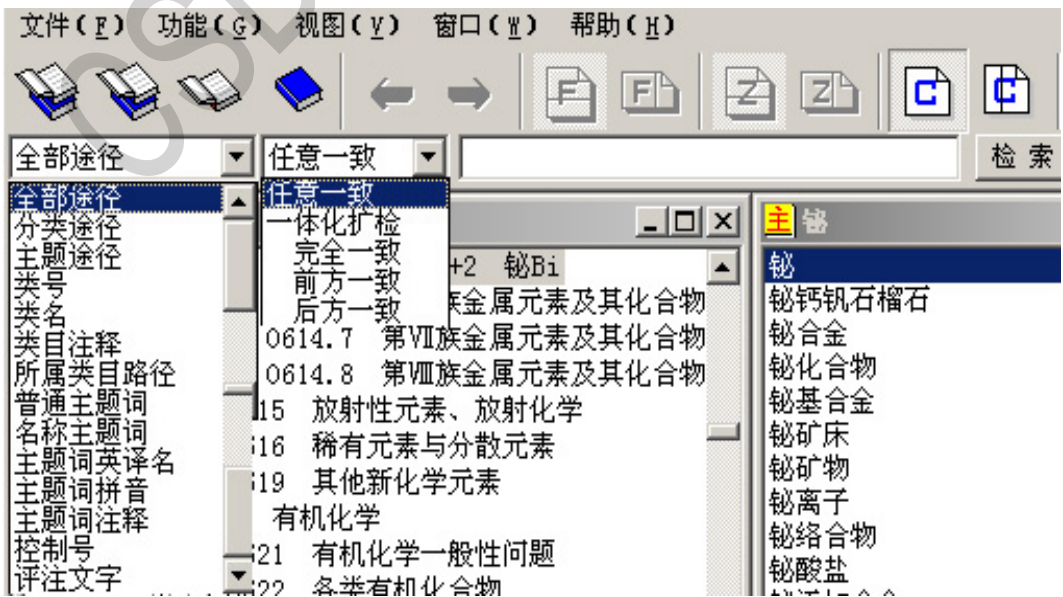 文件(F) 功能(G) 视图(V) 窗口(W) 帮助(H)
全部途径 任意一致 检 索
全部途径
分类途径
主题途径
类号
类名
类目注释
所属类目路径
普通主题词
名称主题词
主题词英译名
主题词拼音
主题词注释
控制号
评注文字
任意一致
一体化扩检
完全一致
前方一致
后方一致
+2 铋Bi
族金属元素及其化合物
O614.7 第Ⅶ族金属元素及其化合物
O614.8 第Ⅷ族金属元素及其化合物
15 放射性元素、放射化学
616 稀有元素与分散元素
619 其他新化学元素
有机化学
621 有机化学一般性问题
622 各类有机化合物
主 铋
铋
铋钙钒石榴石
铋合金
铋化合物
铋基合金
铋矿床
铋矿物
铋离子
铋络合物
铋酸盐